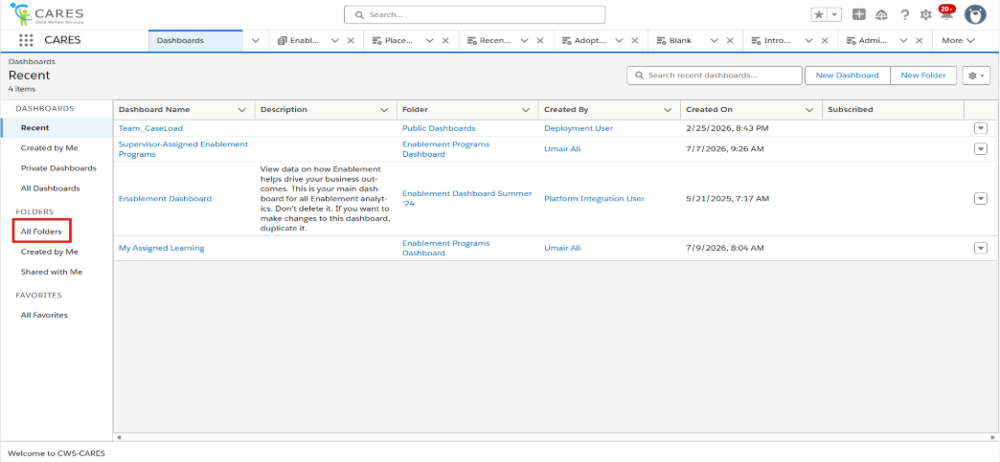 CARES
Child Welfare Services
Search...
20+
CARES
Dashboards
Enabl...
Place...
Recen...
Adopt...
Blank
Intro...
Admi...
More
Dashboards
Recent
4 items
Search recent dashboards...
New Dashboard
New Folder
DASHBOARDS
Recent
Created by Me
Private Dashboards
All Dashboards
FOLDERS
All Folders
Created by Me
Shared with Me
FAVORITES
All Favorites
Dashboard Name Description Folder Created By Created On Subscribed
Team_CaseLoad Public Dashboards Deployment User 2/25/2026, 8:43 PM
Supervisor-Assigned Enablement
Programs
Enablement Programs
Dashboard
Umair Ali
7/7/2026, 9:26 AM
Enablement Dashboard
View data on how Enablement
helps drive your business out-
comes. This is your main dash-
board for all Enablement analyt-
ics. Don't delete it. If you want to
make changes to this dashboard,
duplicate it.
Enablement Dashboard Summer
'24
Platform Integration User
5/21/2025, 7:17 AM
My Assigned Learning
Enablement Programs
Dashboard
Umair Ali
7/9/2026, 8:04 AM
Welcome to CWS-CARES